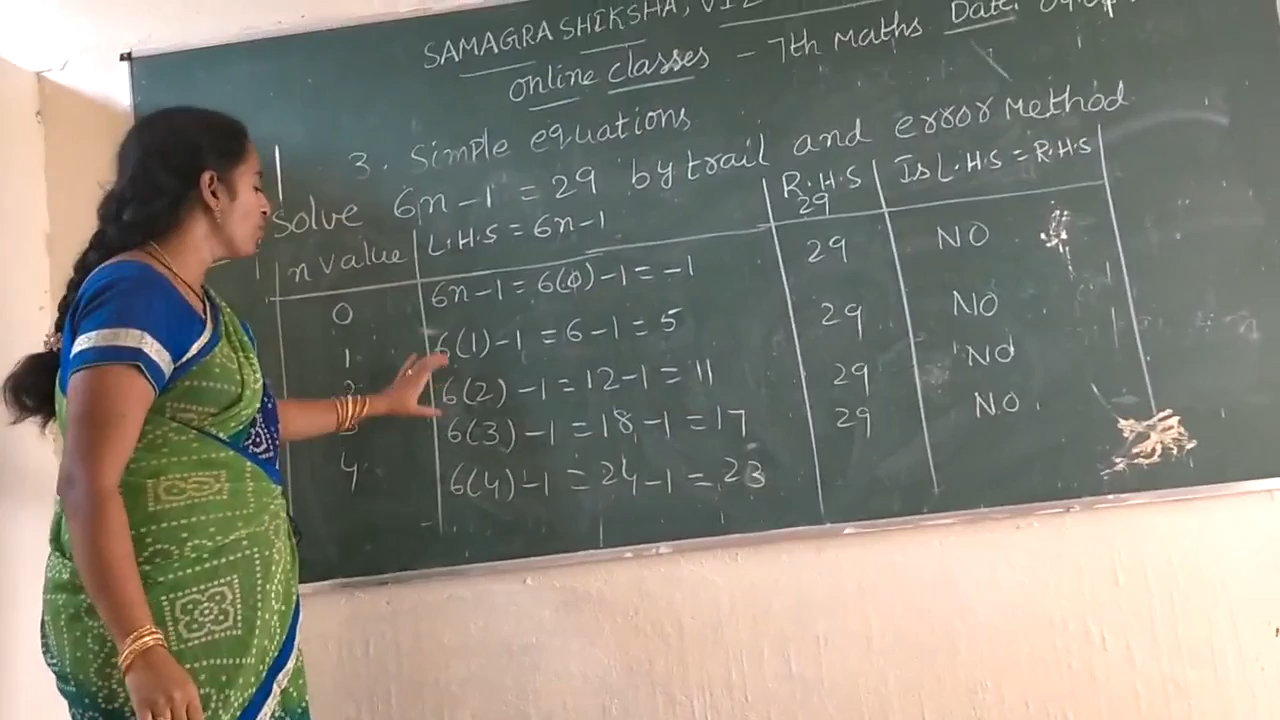 SAMAGRA SHIKSHA,
online classes - 7th Maths Date:
3. Simple equations
Solve 6n-1 = 29 by trail and error Method
n value L.H.S = 6n-1 R.H.S 29 Is L.H.S = R.H.S
0 6n-1 = 6(0)-1 = -1 29 NO
1 6(1)-1 = 6-1 = 5 29 NO
6(2)-1 = 12-1 = 11 29 NO
6(3)-1 = 18-1 = 17 29 NO
4 6(4)-1 = 24-1 = 23